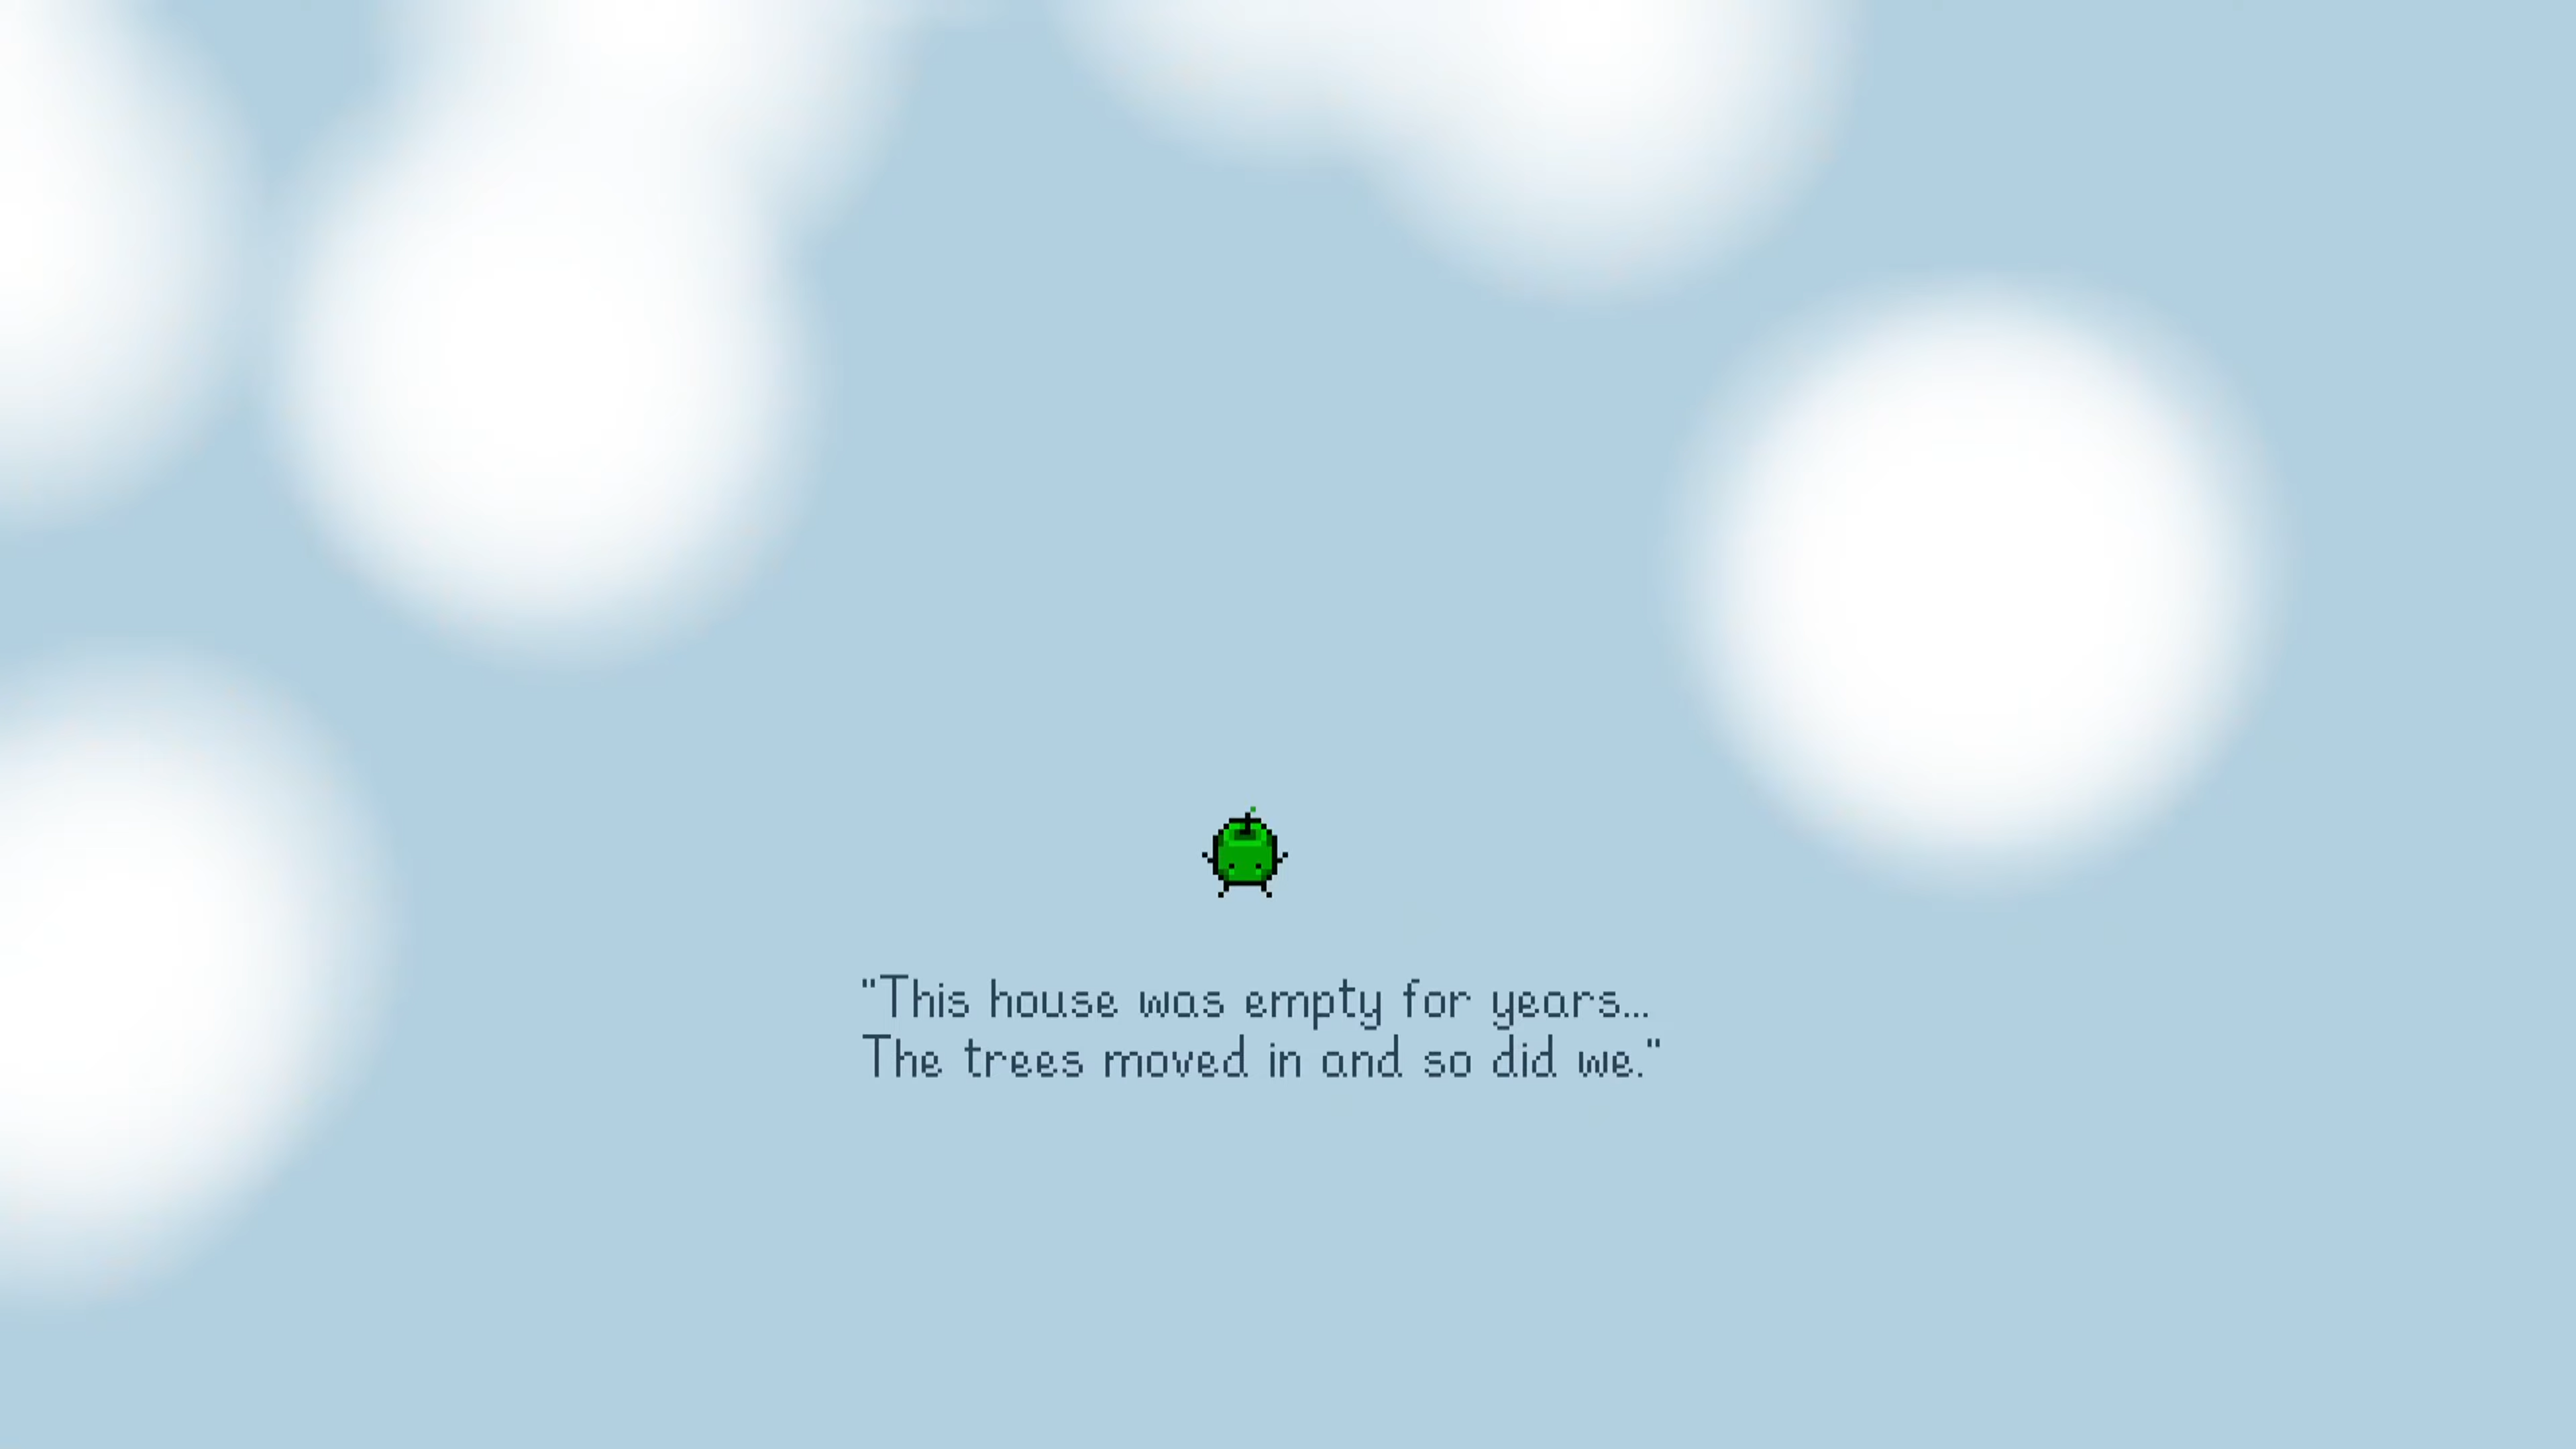 "This house was empty for years...
The trees moved in and so did we."